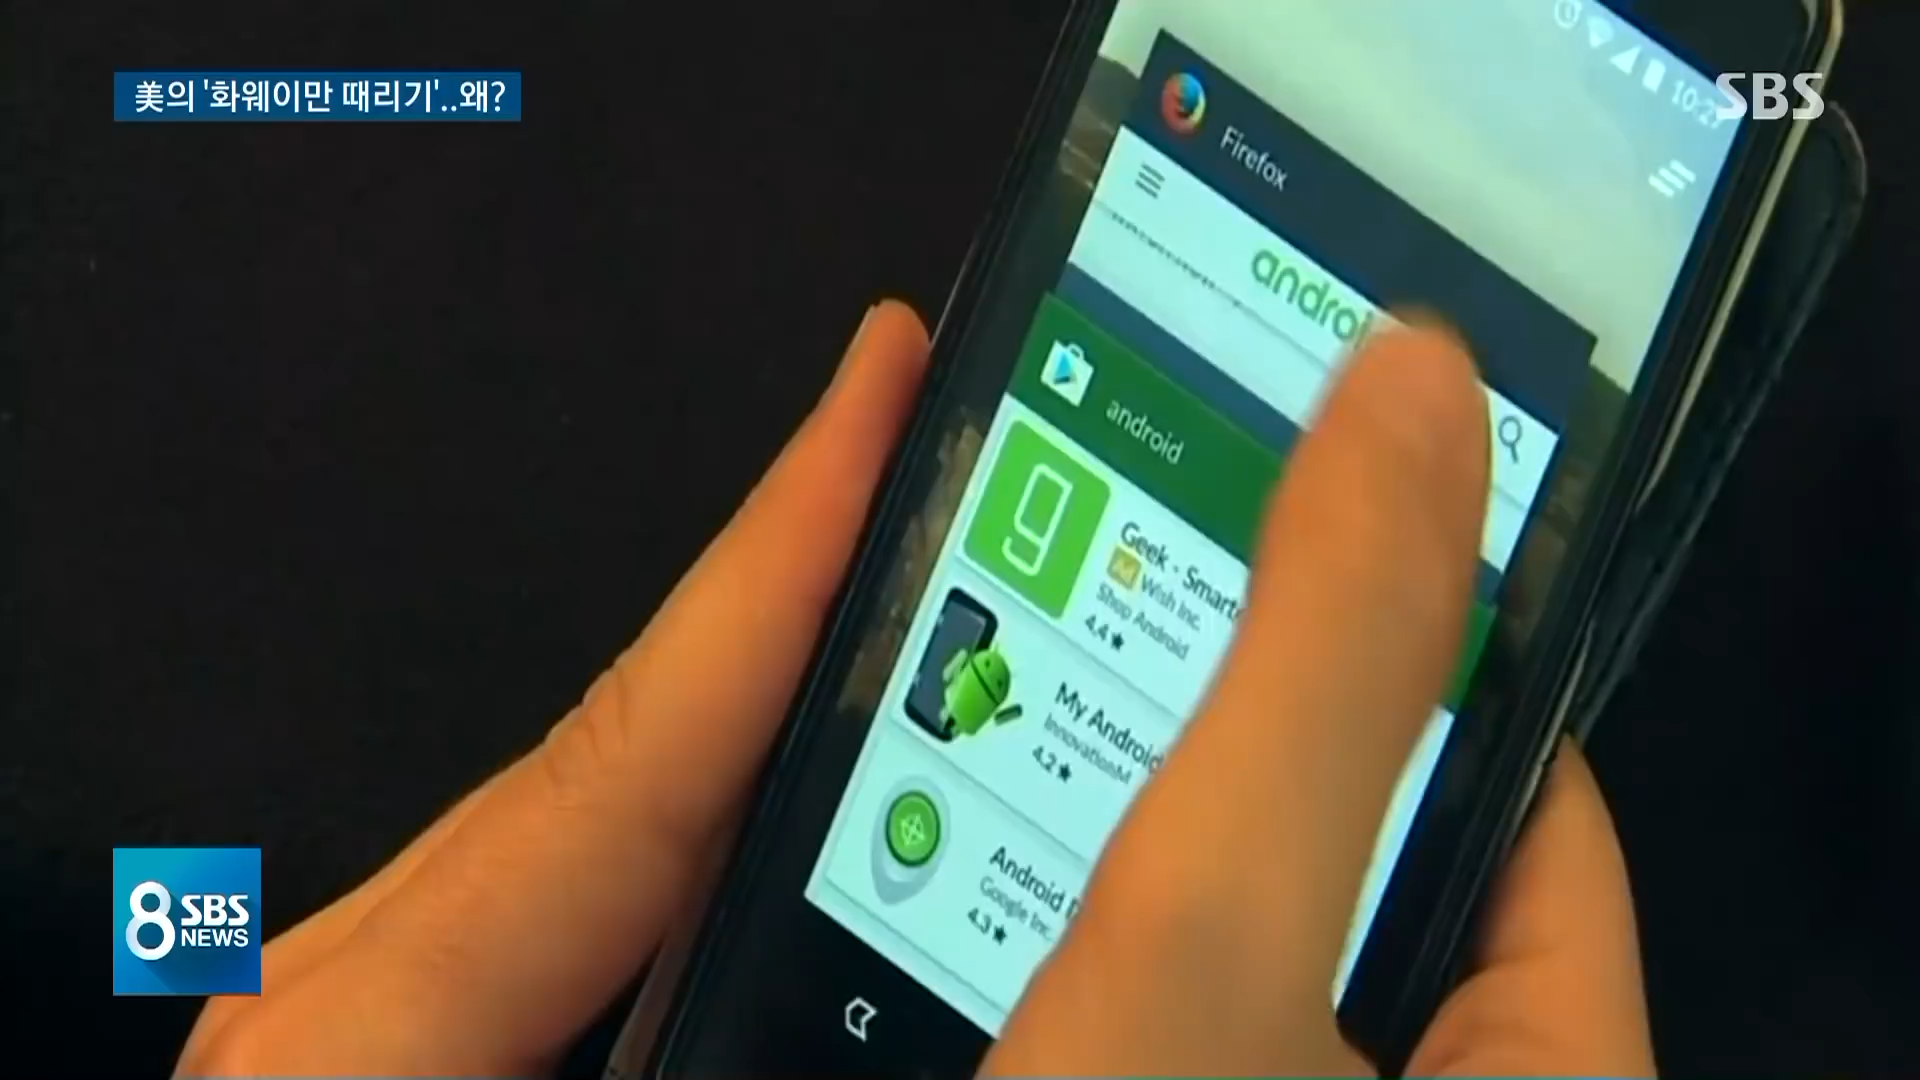 美의 '화웨이만 때리기'..왜?
SBS
Firefox
android
Geek - Smart
Wish Inc.
Shop Android
4.4★
My Android
InnovationM
4.2★
Android
Google Inc.
4.3★
8 SBS
NEWS